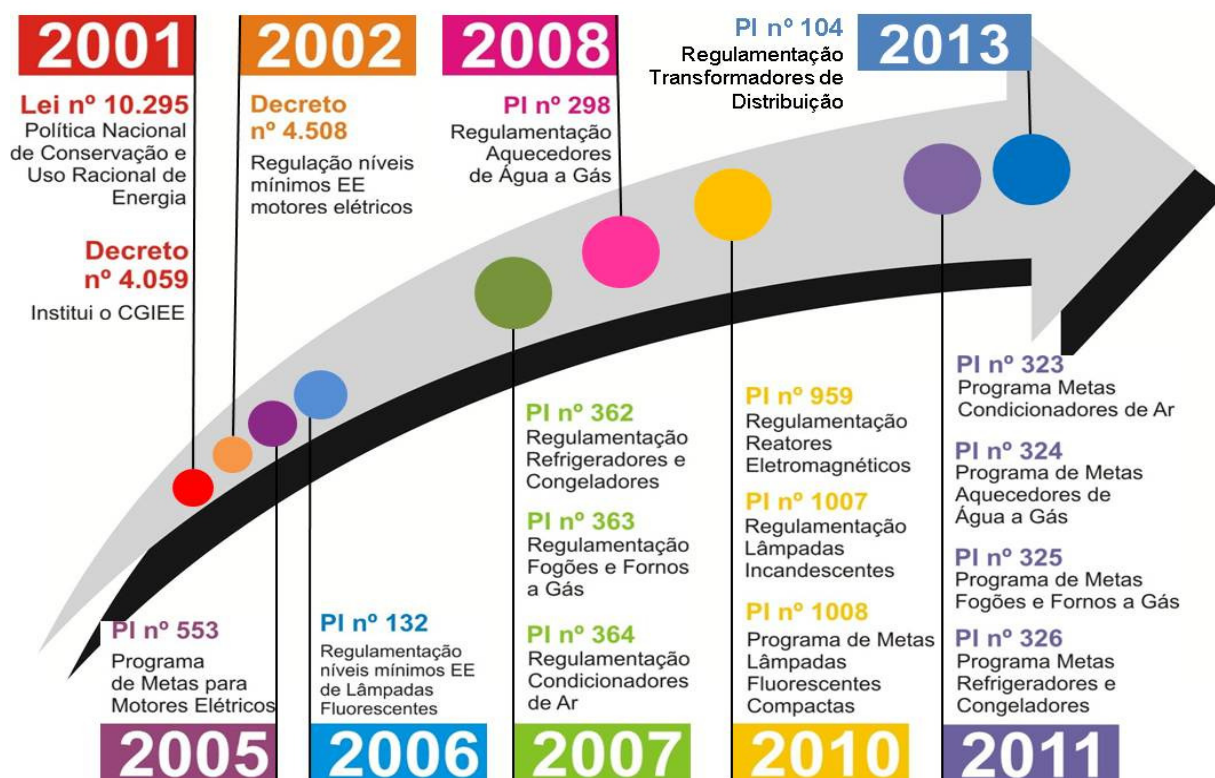 2001
Lei nº 10.295
Política Nacional
de Conservação e
Uso Racional de
Energia
Decreto
nº 4.059
Institui o CGIEE
2002
Decreto
nº 4.508
Regulação níveis
mínimos EE
motores elétricos
2008
PI nº 298
Regulamentação
Aquecedores
de Água a Gás
PI nº 104
Regulamentação
Transformadores de
Distribuição
2013
PI nº 553
Programa
de Metas para
Motores Elétricos
2005
PI nº 132
Regulamentação
níveis mínimos EE
de Lâmpadas
Fluorescentes
2006
PI nº 362
Regulamentação
Refrigeradores e
Congeladores
PI nº 363
Regulamentação
Fogões e Fornos
a Gás
PI nº 364
Regulamentação
Condicionadores
de Ar
2007
PI nº 959
Regulamentação
Reatores
Eletromagnéticos
PI nº 1007
Regulamentação
Lâmpadas
Incandescentes
PI nº 1008
Programa de Metas
Lâmpadas
Fluorescentes
Compactas
2010
PI nº 323
Programa Metas
Condicionadores de Ar
PI nº 324
Programa de Metas
Aquecedores de
Água a Gás
PI nº 325
Programa de Metas
Fogões e Fornos a Gás
PI nº 326
Programa Metas
Refrigeradores e
Congeladores
2011